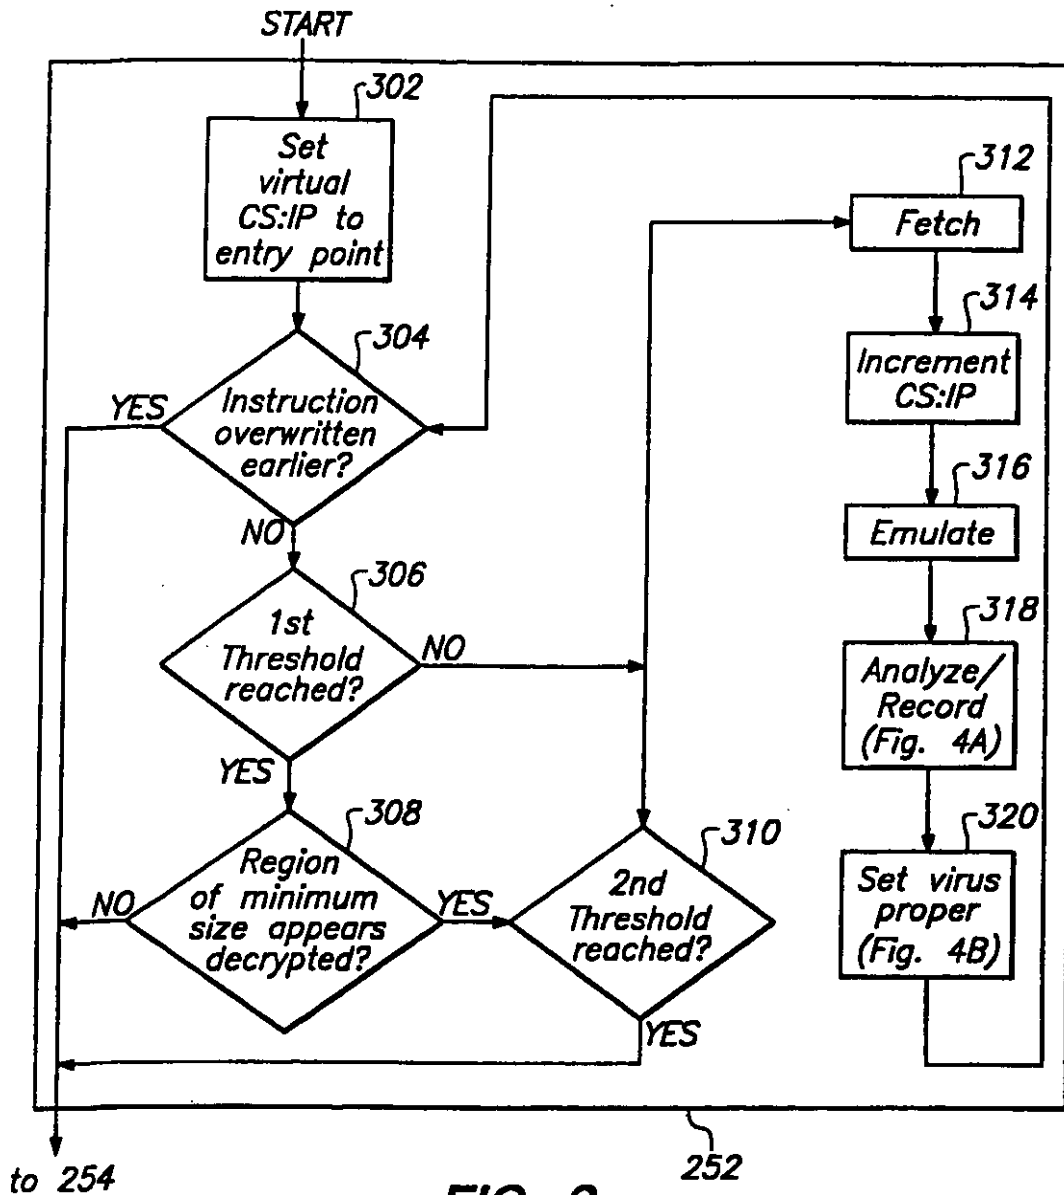 START
302
Set
virtual
CS:IP to
entry point
304
YES
Instruction
overwritten
earlier?
NO
306
1st
Threshold
reached?
NO
YES
308
Region
of minimum
size appears
decrypted?
NO
YES
310
2nd
Threshold
reached?
YES
312
Fetch
314
Increment
CS:IP
316
Emulate
318
Analyze/
Record
(Fig. 4A)
320
Set virus
proper
(Fig. 4B)
252
to 254